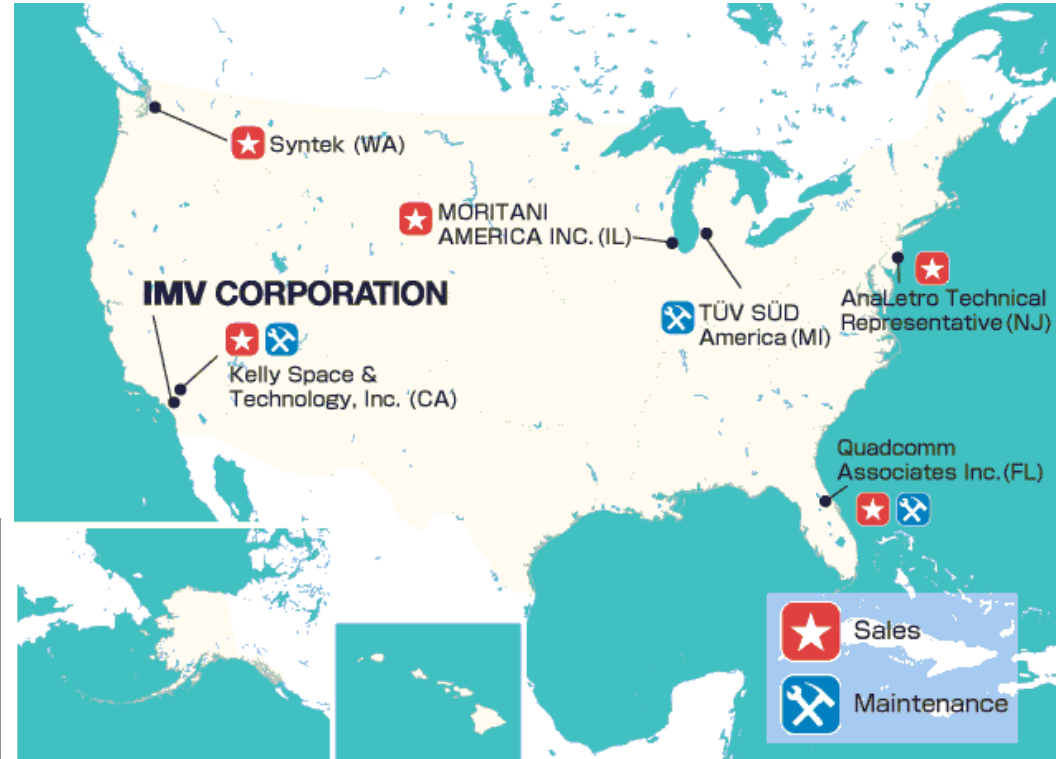 Syntek (WA)
MORITANI
AMERICA INC. (IL)
IMV CORPORATION
TÜV SÜD
America (MI)
AnaLetro Technical
Representative (NJ)
Kelly Space &
Technology, Inc. (CA)
Quadcomm
Associates Inc. (FL)
Sales
Maintenance